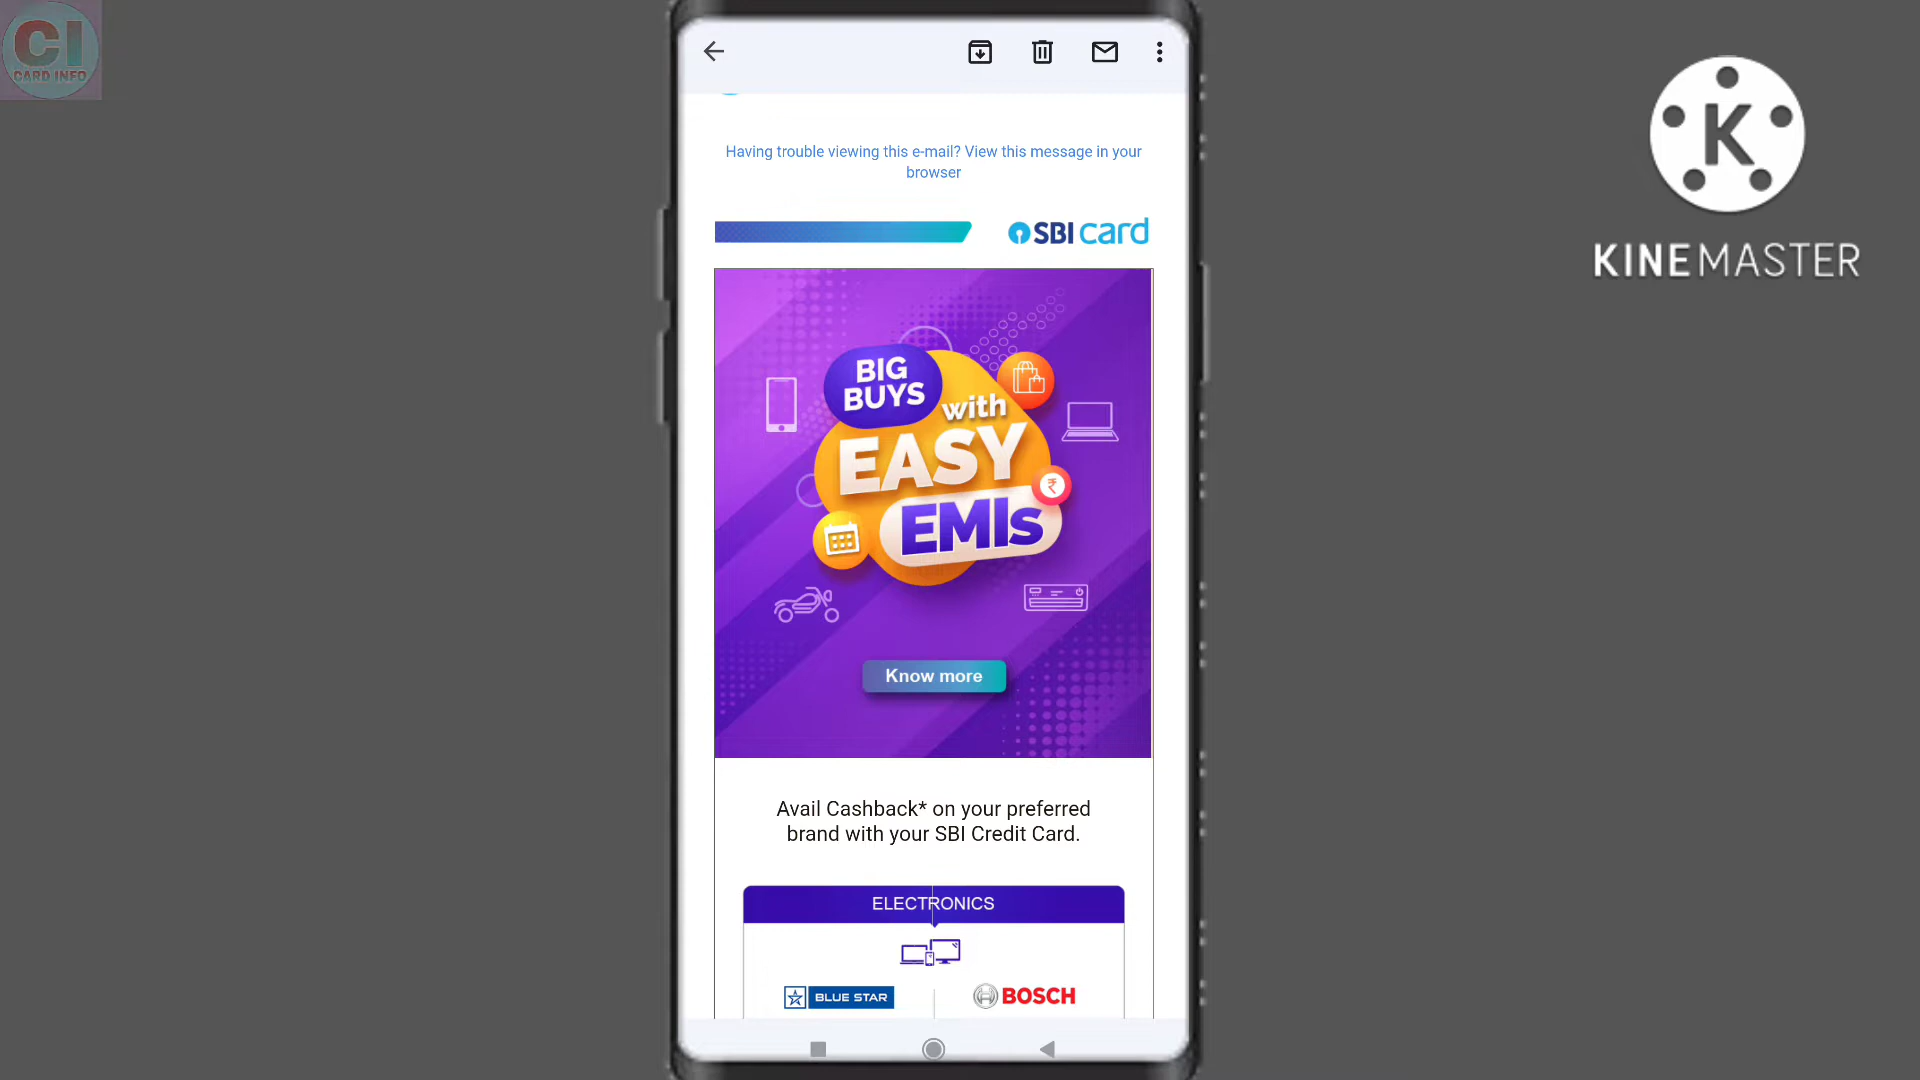 CI
CARD INFO
K
KINEMASTER
Having trouble viewing this e-mail? View this message in your
browser
SBI card
BIG
BUYS
with
EASY
₹
EMIs
Know more
Avail Cashback* on your preferred
brand with your SBI Credit Card.
ELECTRONICS
BLUE STAR
BOSCH